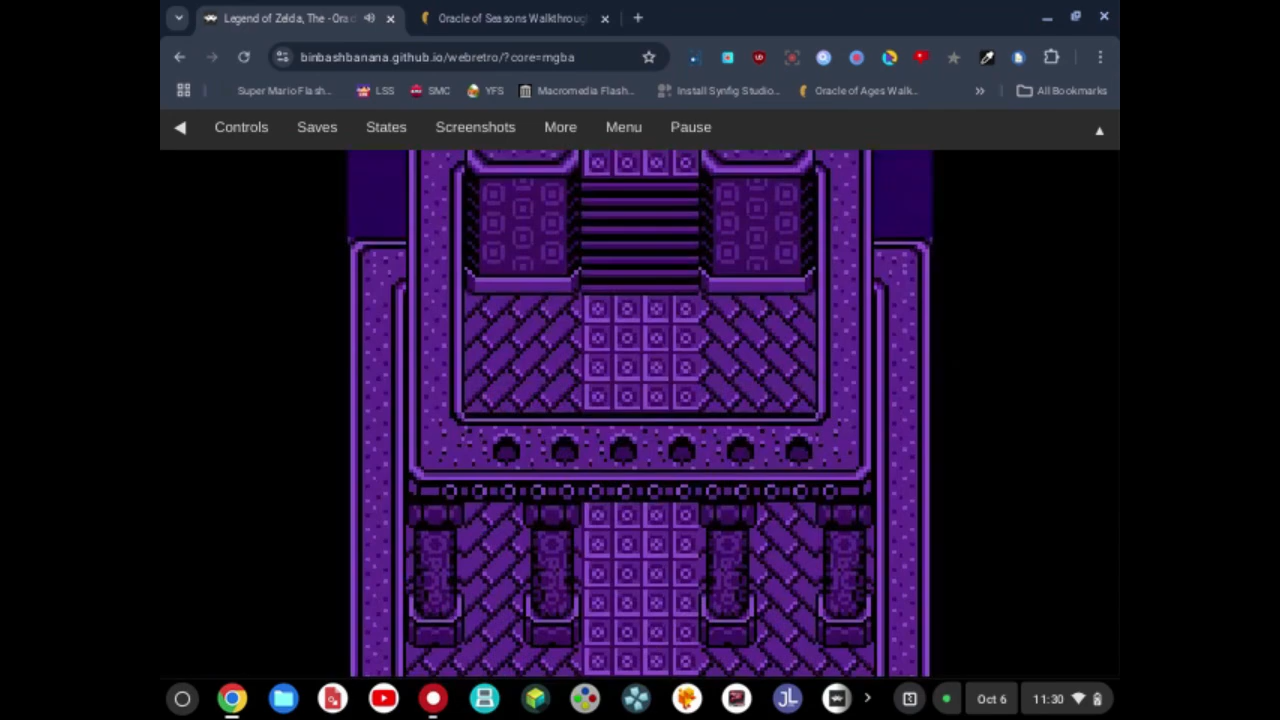 Legend of Zelda, The - Orac
Oracle of Seasons Walkthroug
binbashbanana.github.io/webretro/?core=mgba
Super Mario Flash...
LSS
SMC
YFS
Macromedia Flash...
Install Synfig Studio...
Oracle of Ages Walk...
All Bookmarks
Controls
Saves
States
Screenshots
More
Menu
Pause
Oct 6
11:30